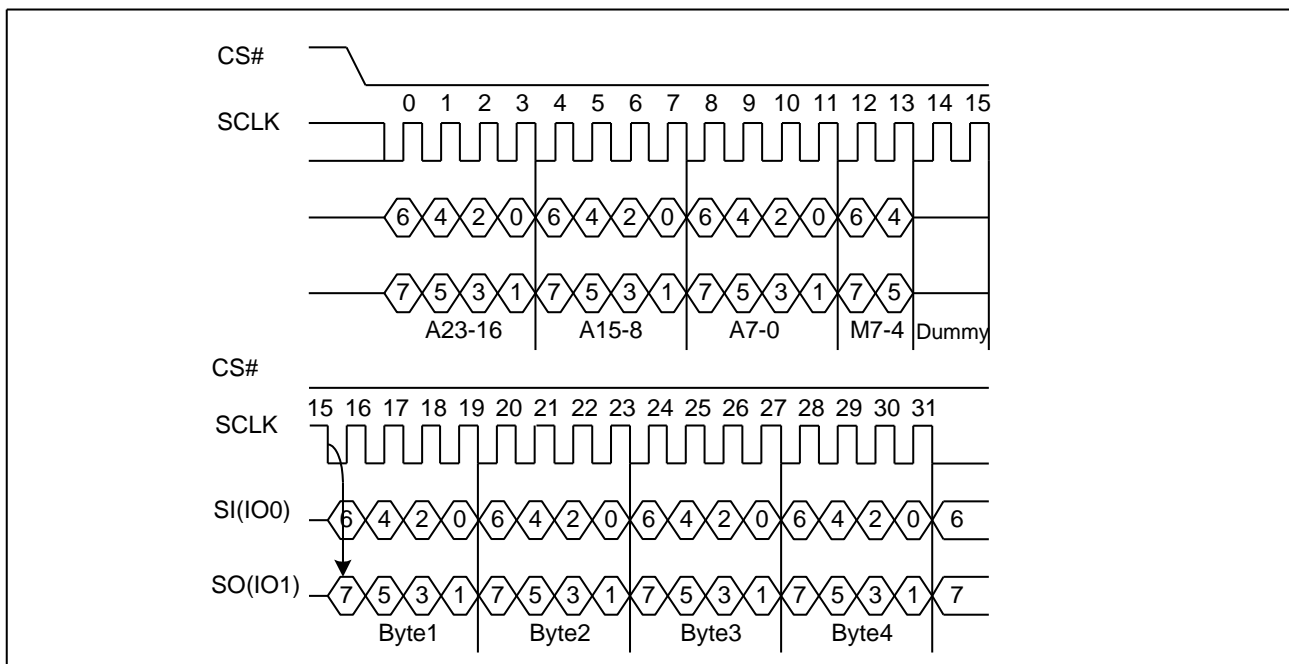 CS#
0 1 2 3 4 5 6 7 8 9 10 11 12 13 14 15
SCLK
6 4 2 0 6 4 2 0 6 4 2 0 6 4
7 5 3 1 7 5 3 1 7 5 3 1 7 5
A23-16 A15-8 A7-0 M7-4 Dummy
CS#
15 16 17 18 19 20 21 22 23 24 25 26 27 28 29 30 31
SCLK
SI(IO0) 6 4 2 0 6 4 2 0 6 4 2 0 6 4 2 0 6
SO(IO1) 7 5 3 1 7 5 3 1 7 5 3 1 7 5 3 1 7
Byte1 Byte2 Byte3 Byte4